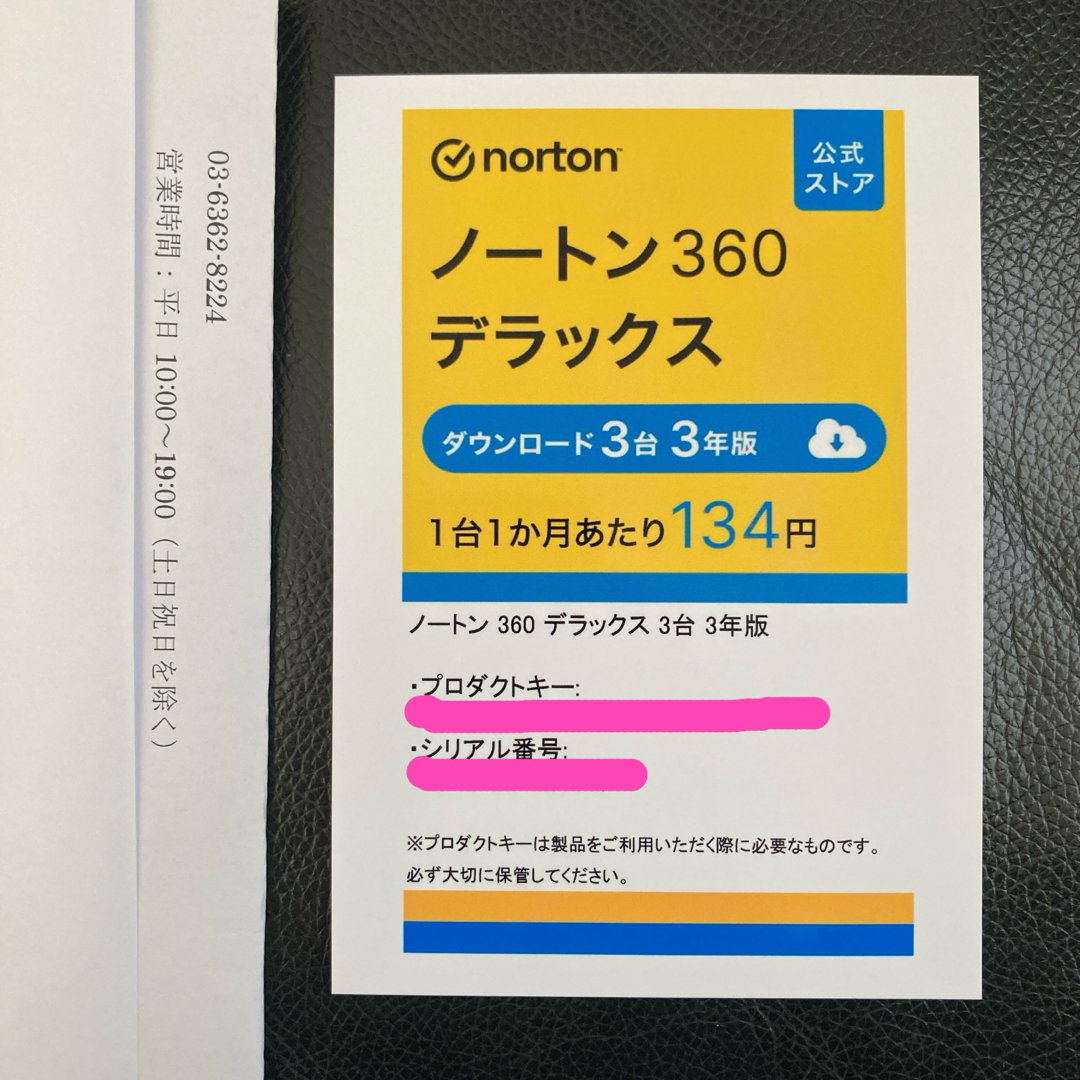 03-6362-8224
営業時間：平日 10:00～19:00（土日祝日を除く）
norton™
公式
ストア
ノートン 360
デラックス
ダウンロード 3台 3年版
1台1か月あたり134円
ノートン 360 デラックス 3台 3年版
・プロダクトキー:
・シリアル番号:
※プロダクトキーは製品をご利用いただく際に必要なものです。
必ず大切に保管してください。